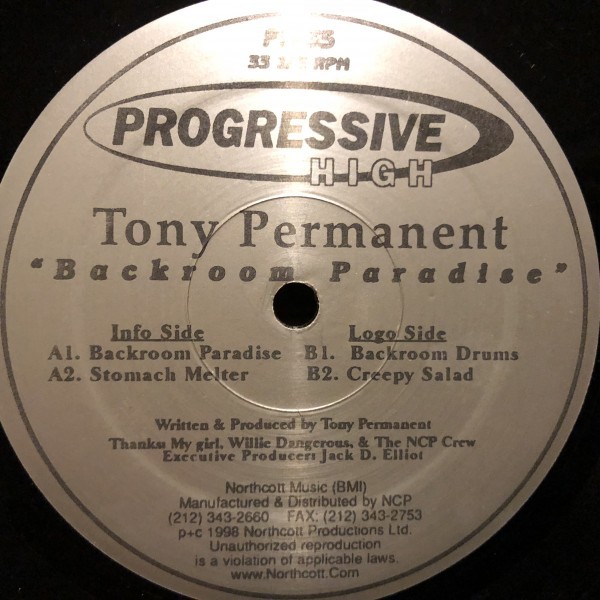 33 RPM
PROGRESSIVE
HIGH
Tony Permanent
"Backroom Paradise"
Info Side
A1. Backroom Paradise
A2. Stomach Melter
Logo Side
B1. Backroom Drums
B2. Creepy Salad
Written & Produced by Tony Permanent
Thanks: My girl, Willie Dangerous, & The NCP Crew
Executive Producer: Jack D. Elliot
Northcott Music (BMI)
Manufactured & Distributed by NCP
(212) 343-2660 FAX: (212) 343-2753
p+c 1998 Northcott Productions Ltd.
Unauthorized reproduction
is a violation of applicable laws.
www.Northcott.Com